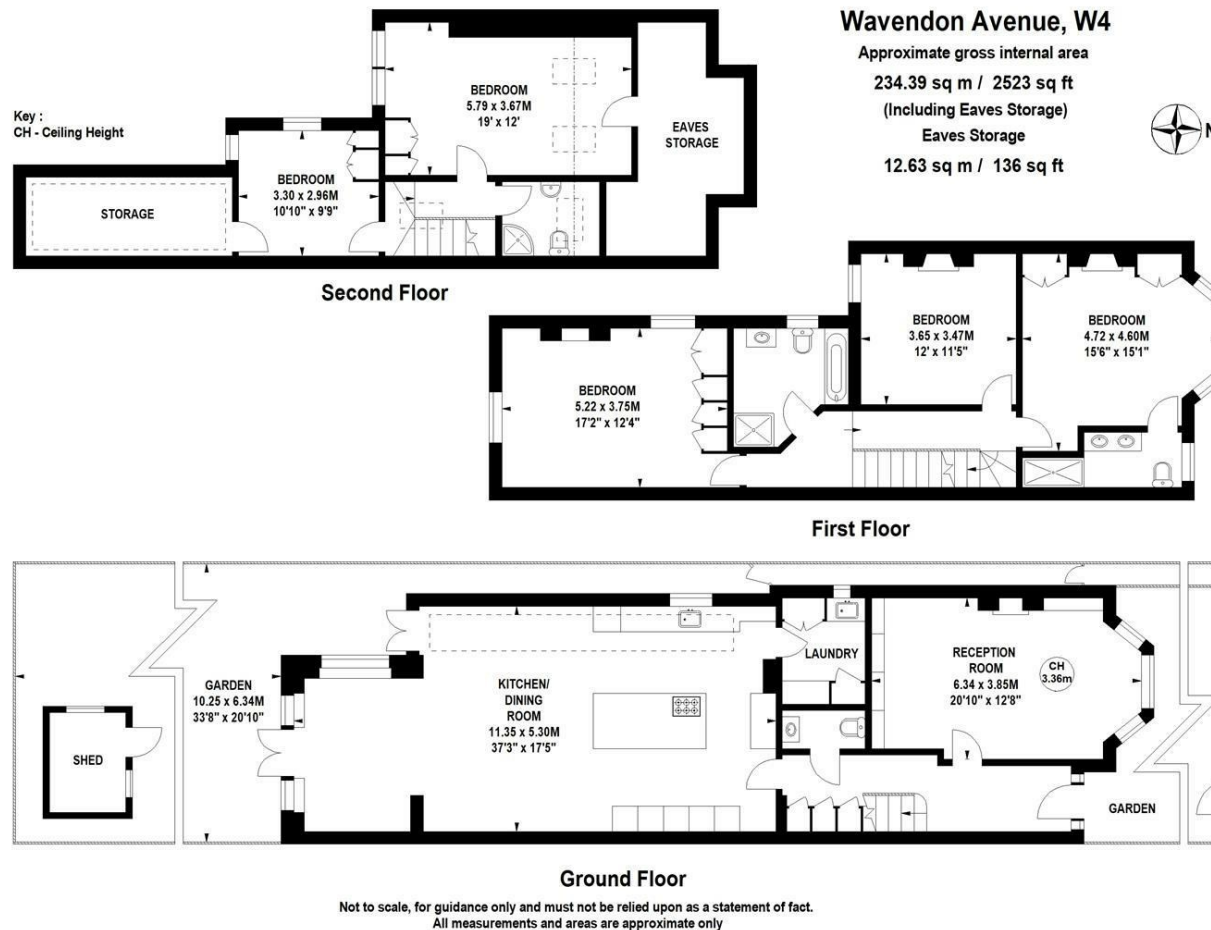 Wavendon Avenue, W4
Approximate gross internal area
234.39 sq m / 2523 sq ft
(Including Eaves Storage)
Eaves Storage
12.63 sq m / 136 sq ft
N
Key :
CH - Ceiling Height
BEDROOM
5.79 x 3.67M
19' x 12'
EAVES
STORAGE
BEDROOM
3.30 x 2.96M
10'10" x 9'9"
STORAGE
Second Floor
BEDROOM
3.65 x 3.47M
12' x 11'5"
BEDROOM
4.72 x 4.60M
15'6" x 15'1"
BEDROOM
5.22 x 3.75M
17'2" x 12'4"
First Floor
GARDEN
10.25 x 6.34M
33'8" x 20'10"
SHED
KITCHEN/
DINING
ROOM
11.35 x 5.30M
37'3" x 17'5"
LAUNDRY
RECEPTION
ROOM
6.34 x 3.85M
20'10" x 12'8"
CH
3.36m
GARDEN
Ground Floor
Not to scale, for guidance only and must not be relied upon as a statement of fact.
All measurements and areas are approximate only